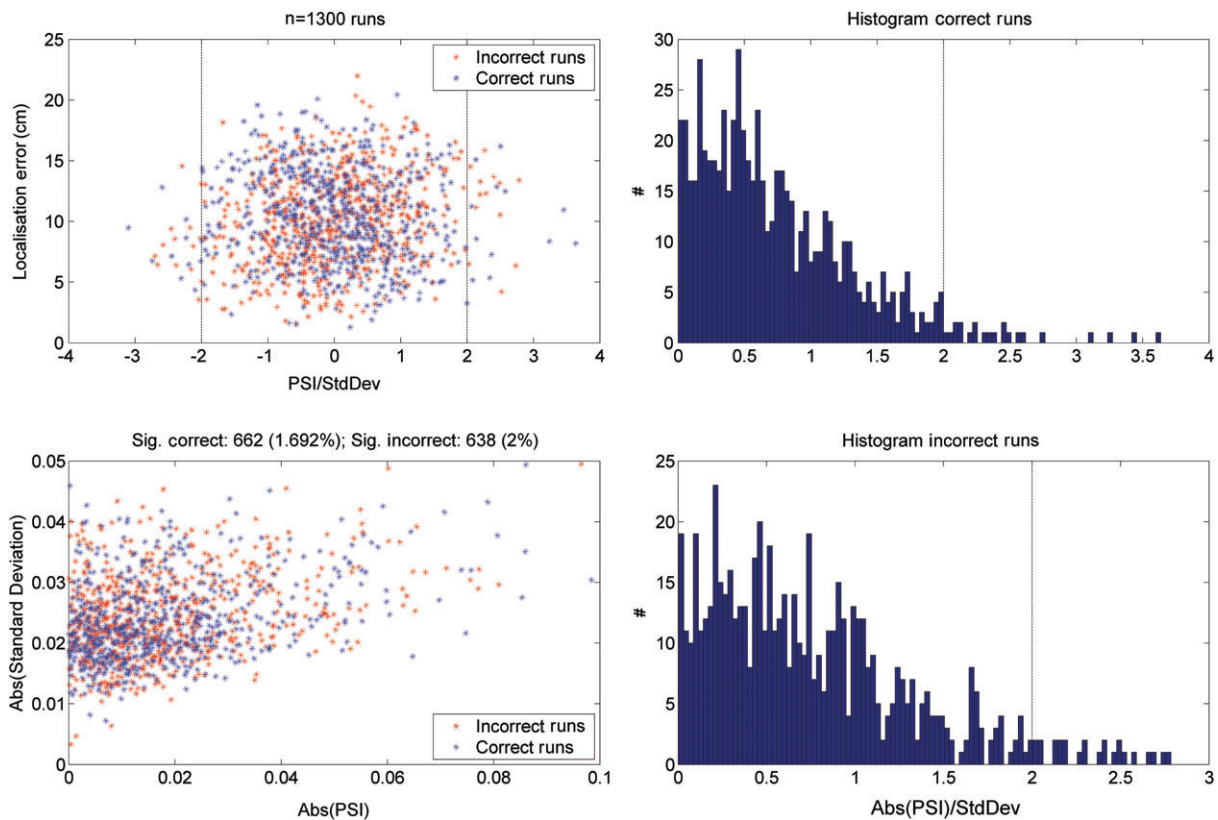 n=1300 runs
Localisation error (cm)
25
20
15
10
5
0
Incorrect runs
Correct runs
-4 -3 -2 -1 0 1 2 3 4
PSI/StdDev
Histogram correct runs
#
30
25
20
15
10
5
0
0 0.5 1 1.5 2 2.5 3 3.5 4
Sig. correct: 662 (1.692%); Sig. incorrect: 638 (2%)
Abs(Standard Deviation)
0.05
0.04
0.03
0.02
0.01
0
Incorrect runs
Correct runs
0 0.02 0.04 0.06 0.08 0.1
Abs(PSI)
Histogram incorrect runs
#
25
20
15
10
5
0
0 0.5 1 1.5 2 2.5 3
Abs(PSI)/StdDev